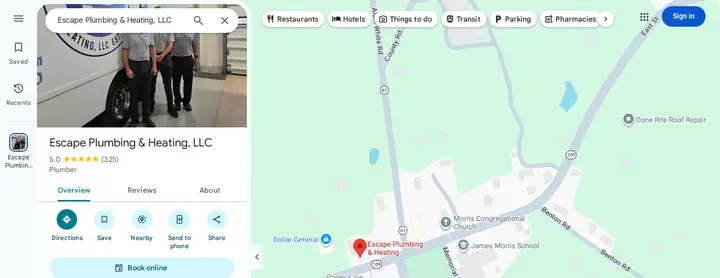 Escape Plumbing & Heating, LLC
Restaurants
Hotels
Things to do
Transit
Parking
Pharmacies
Sign in
Saved
Recents
Escape
Plumbin...
Escape Plumbing & Heating, LLC
5.0
(325)
Plumber
Overview
Reviews
About
Directions
Save
Nearby
Send to
phone
Share
Book online
County Rd
East St
61
Done Rite Roof Repair
109
Benton Rd
Benton Rd
Morris Congregational
Church
61
Dollar General
Escape Plumbing
& Heating
James Morris School
109
Memorial